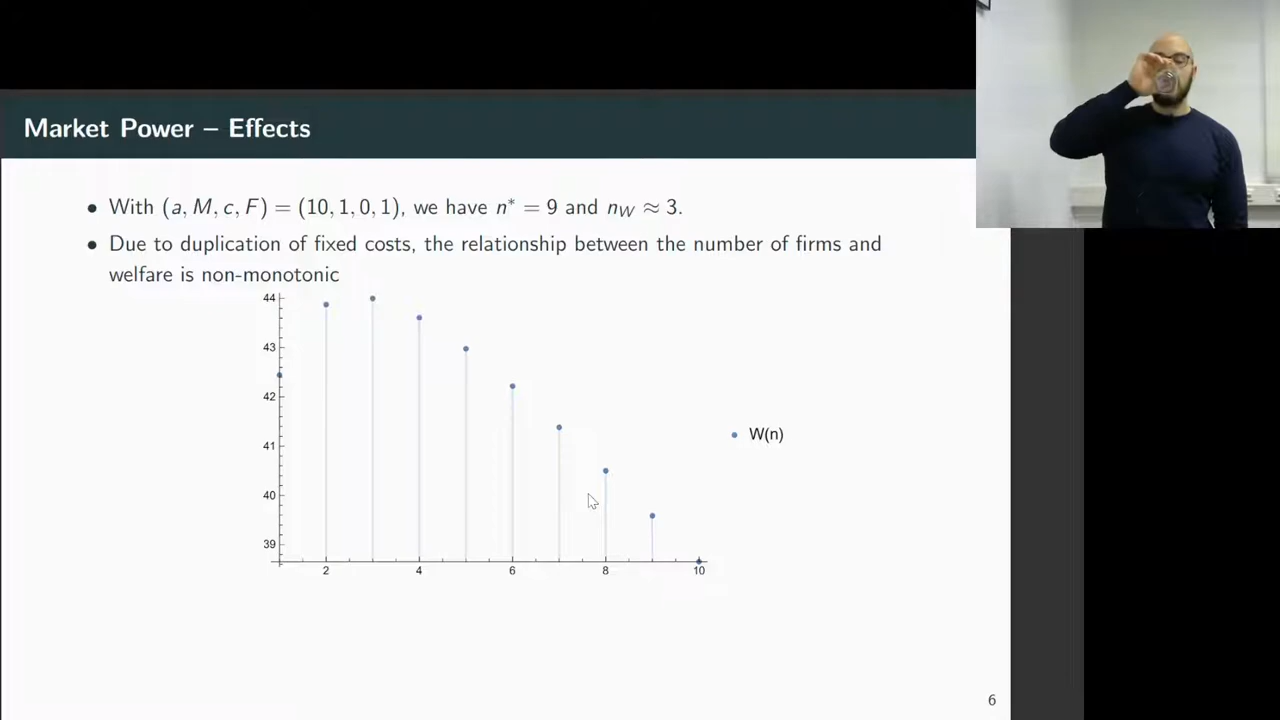 Market Power – Effects
• With (a, M, c, F) = (10, 1, 0, 1), we have n* = 9 and n_W ≈ 3.
• Due to duplication of fixed costs, the relationship between the number of firms and
welfare is non-monotonic
44
43
42
41
40
39
2 4 6 8 10
W(n)
6